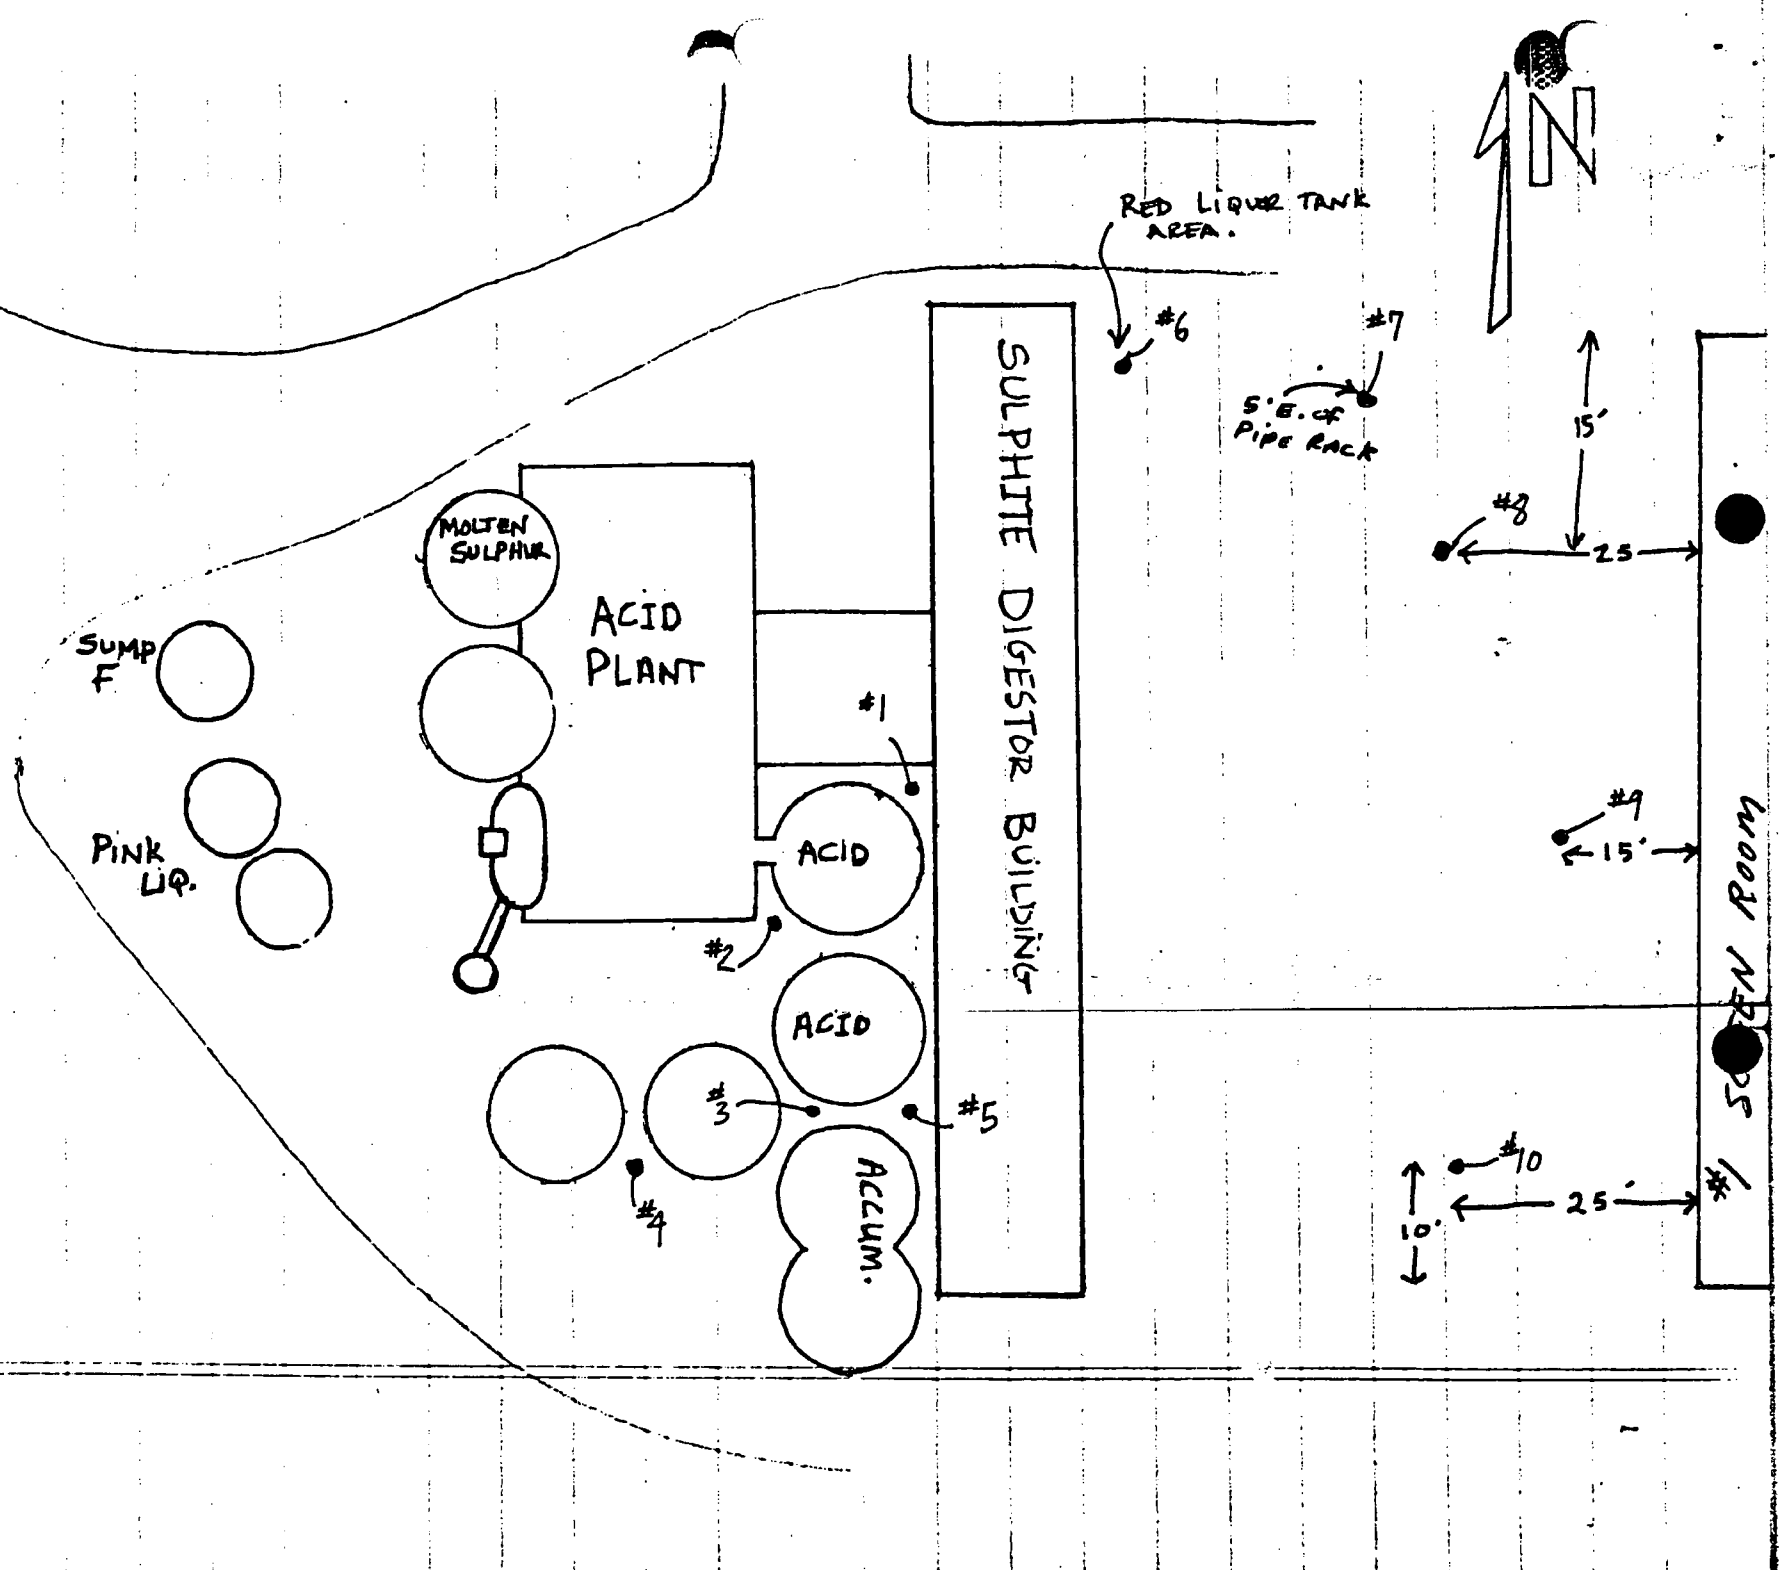 N
RED LIQUOR TANK
AREA.
#6
#7
5' E. of
PIPE RACK
15'
#8
25
MOLTEN
SULPHUR
ACID
PLANT
SULPHITE DIGESTOR BUILDING
SUMP
F
#1
PINK
LIQ.
ACID
#2
#9
15'
ACID
#3
#5
#4
ACCUM.
#10
25'
10'
#1 SCREEN ROOM